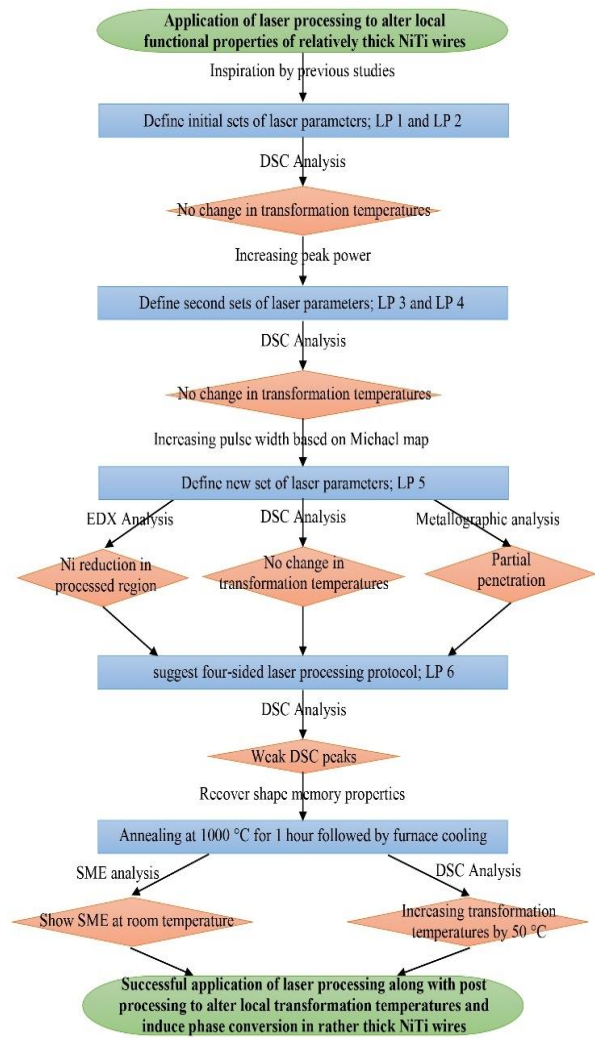 Application of laser processing to alter local
functional properties of relatively thick NiTi wires
Inspiration by previous studies
Define initial sets of laser parameters; LP 1 and LP 2
DSC Analysis
No change in transformation temperatures
Increasing peak power
Define second sets of laser parameters; LP 3 and LP 4
DSC Analysis
No change in transformation temperatures
Increasing pulse width based on Michael map
Define new set of laser parameters; LP 5
EDX Analysis
DSC Analysis
Metallographic analysis
Ni reduction in
processed region
No change in
transformation temperatures
Partial
penetration
suggest four-sided laser processing protocol; LP 6
DSC Analysis
Weak DSC peaks
Recover shape memory properties
Annealing at 1000 °C for 1 hour followed by furnace cooling
SME analysis
DSC Analysis
Show SME at room temperature
Increasing transformation
temperatures by 50 °C
Successful application of laser processing along with post
processing to alter local transformation temperatures and
induce phase conversion in rather thick NiTi wires